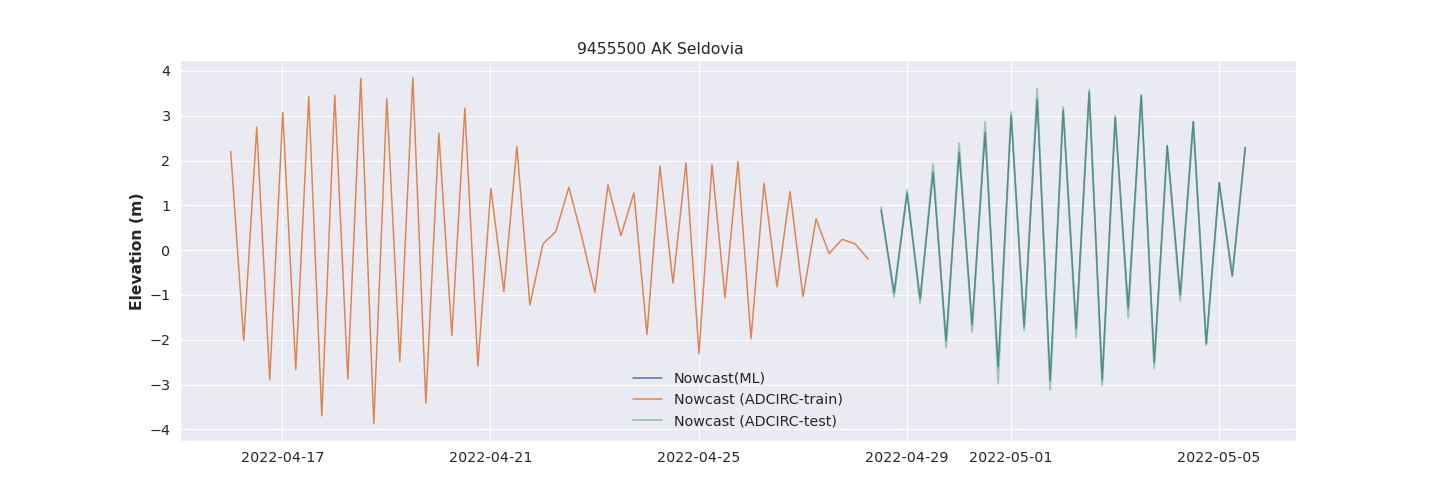 9455500 AK Seldovia
Elevation (m)
4
3
2
1
0
−1
−2
−3
−4
Nowcast(ML)
Nowcast (ADCIRC-train)
Nowcast (ADCIRC-test)
2022-04-17 2022-04-21 2022-04-25 2022-04-29 2022-05-01 2022-05-05